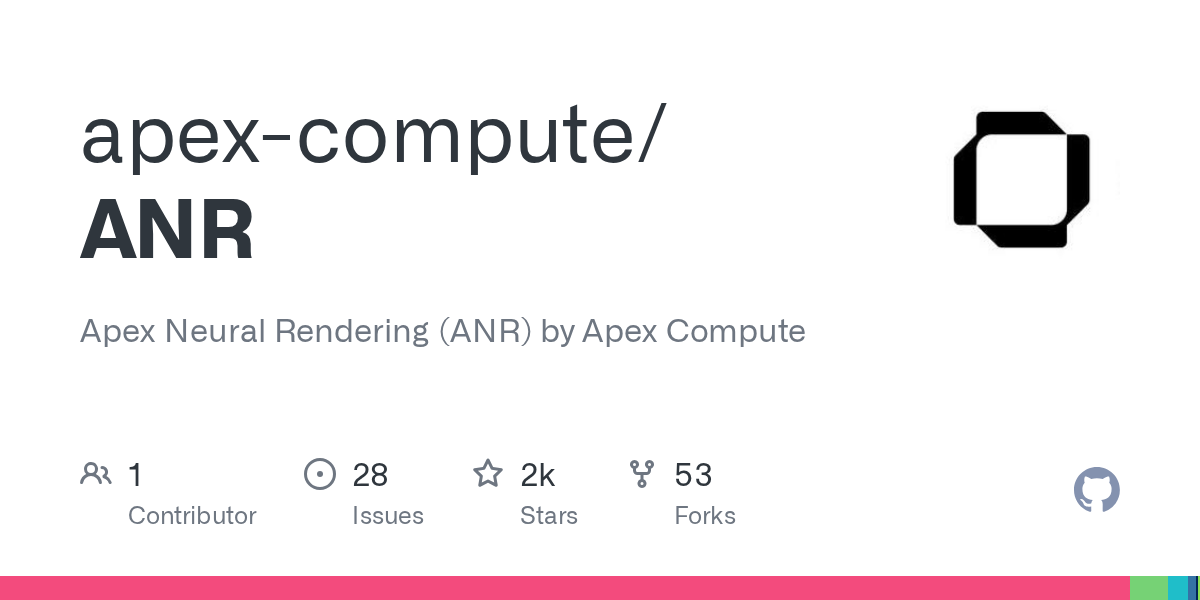 apex-compute/
ANR
Apex Neural Rendering (ANR) by Apex Compute
1 28 2k 53
Contributor Issues Stars Forks